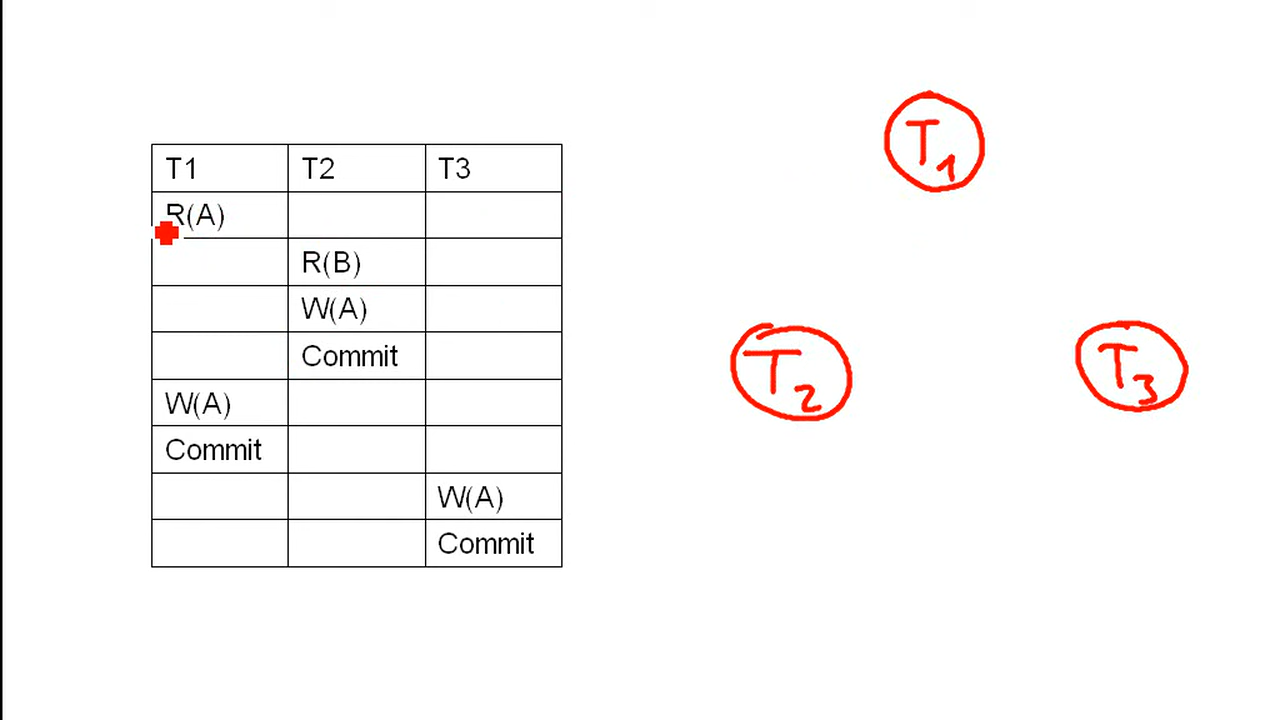 T1 T2 T3
R(A)
R(B)
W(A)
Commit
W(A)
Commit
W(A)
Commit
T1
T2
T3